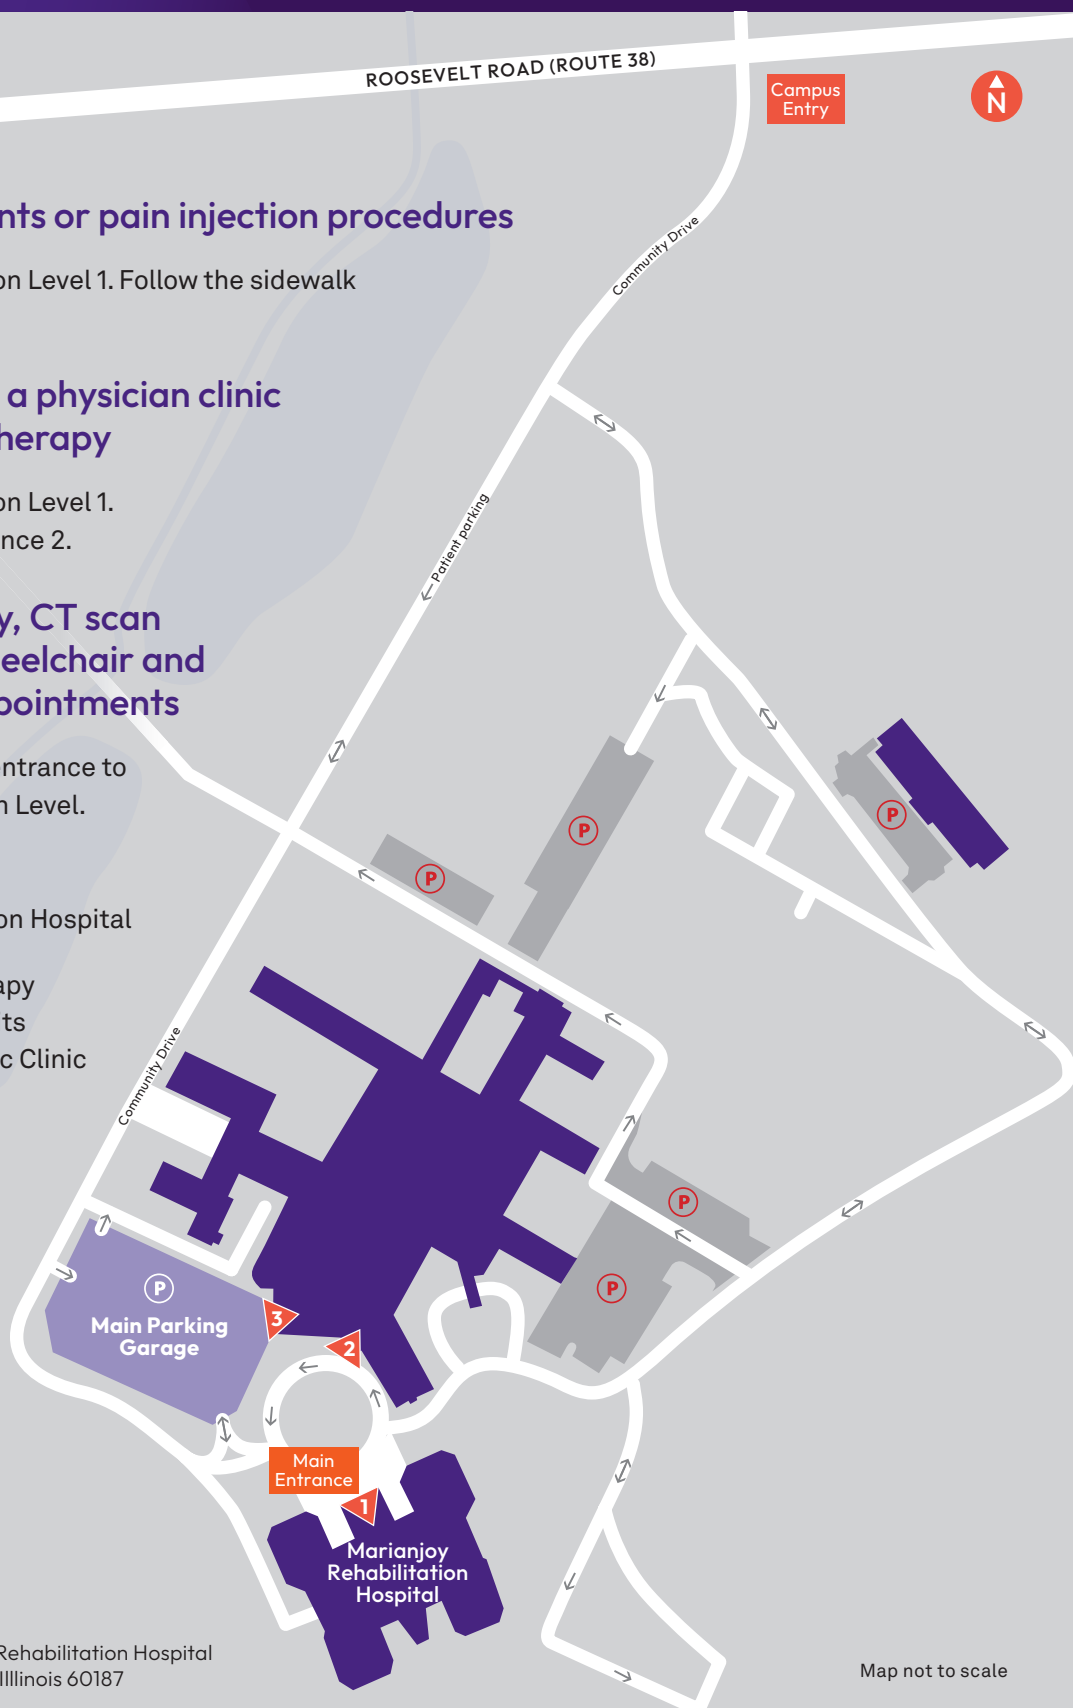 ROOSEVELT ROAD (ROUTE 38)
Campus
Entry
N
nts or pain injection procedures
Community Drive
on Level 1. Follow the sidewalk
a physician clinic
herapy
on Level 1.
nce 2.
Patient parking
y, CT scan
eelchair and
pointments
entrance to
n Level.
P
P
P
on Hospital
apy
its
c Clinic
Community Drive
P
P
P
Main Parking
Garage
3
2
Main
Entrance
1
Marianjoy
Rehabilitation
Hospital
Rehabilitation Hospital
Illlinois 60187
Map not to scale